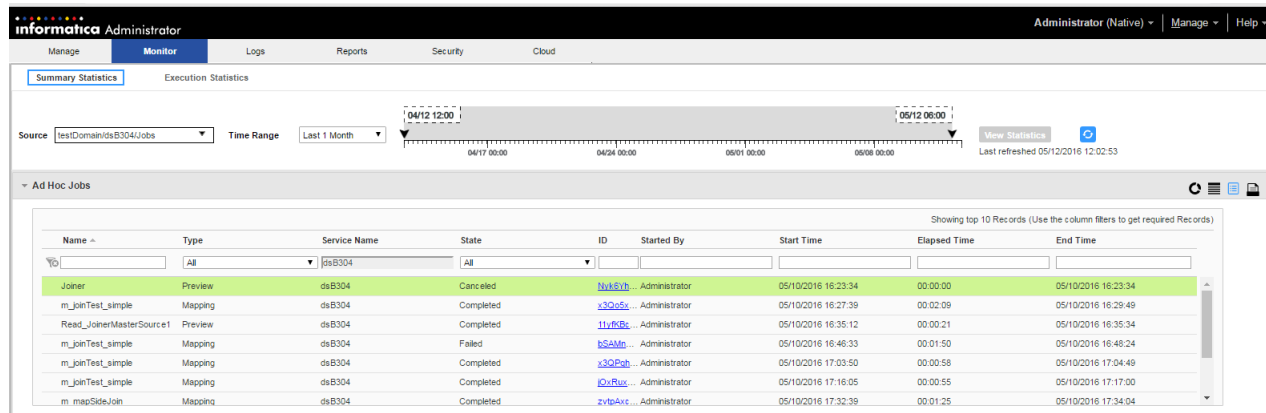 informatica Administrator
Administrator (Native) Manage Help
Manage Monitor Logs Reports Security Cloud
Summary Statistics Execution Statistics
04/12 12:00 05/12 06:00
Source testDomain/dsB304/Jobs Time Range Last 1 Month View Statistics
04/17 00:00 04/24 00:00 05/01 00:00 05/08 00:00 Last refreshed 05/12/2016 12:02:53
Ad Hoc Jobs
Showing top 10 Records (Use the column filters to get required Records)
Name Type Service Name State ID Started By Start Time Elapsed Time End Time
All dsB304 All
Joiner Preview dsB304 Canceled Nyk6Yh... Administrator 05/10/2016 16:23:34 00:00:00 05/10/2016 16:23:34
m_joinTest_simple Mapping dsB304 Completed x3Qo5x... Administrator 05/10/2016 16:27:39 00:02:09 05/10/2016 16:29:49
Read_JoinerMasterSource1 Preview dsB304 Completed 11yfKBc... Administrator 05/10/2016 16:35:12 00:00:21 05/10/2016 16:35:34
m_joinTest_simple Mapping dsB304 Failed bSAMn... Administrator 05/10/2016 16:46:33 00:01:50 05/10/2016 16:48:24
m_joinTest_simple Mapping dsB304 Completed x3QPqh... Administrator 05/10/2016 17:03:50 00:00:58 05/10/2016 17:04:49
m_joinTest_simple Mapping dsB304 Completed jOxRux... Administrator 05/10/2016 17:16:05 00:00:55 05/10/2016 17:17:00
m_mapSideJoin Mapping dsB304 Completed zytpAxc... Administrator 05/10/2016 17:32:39 00:01:25 05/10/2016 17:34:04